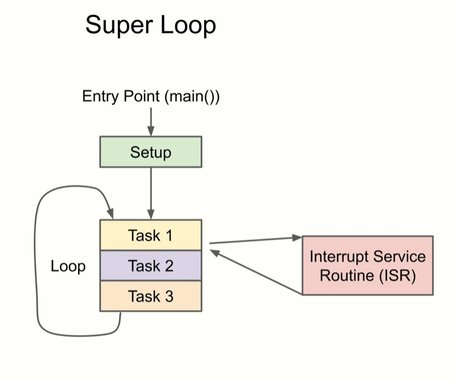 Super Loop
Entry Point (main())
Setup
Task 1
Loop
Task 2
Task 3
Interrupt Service
Routine (ISR)